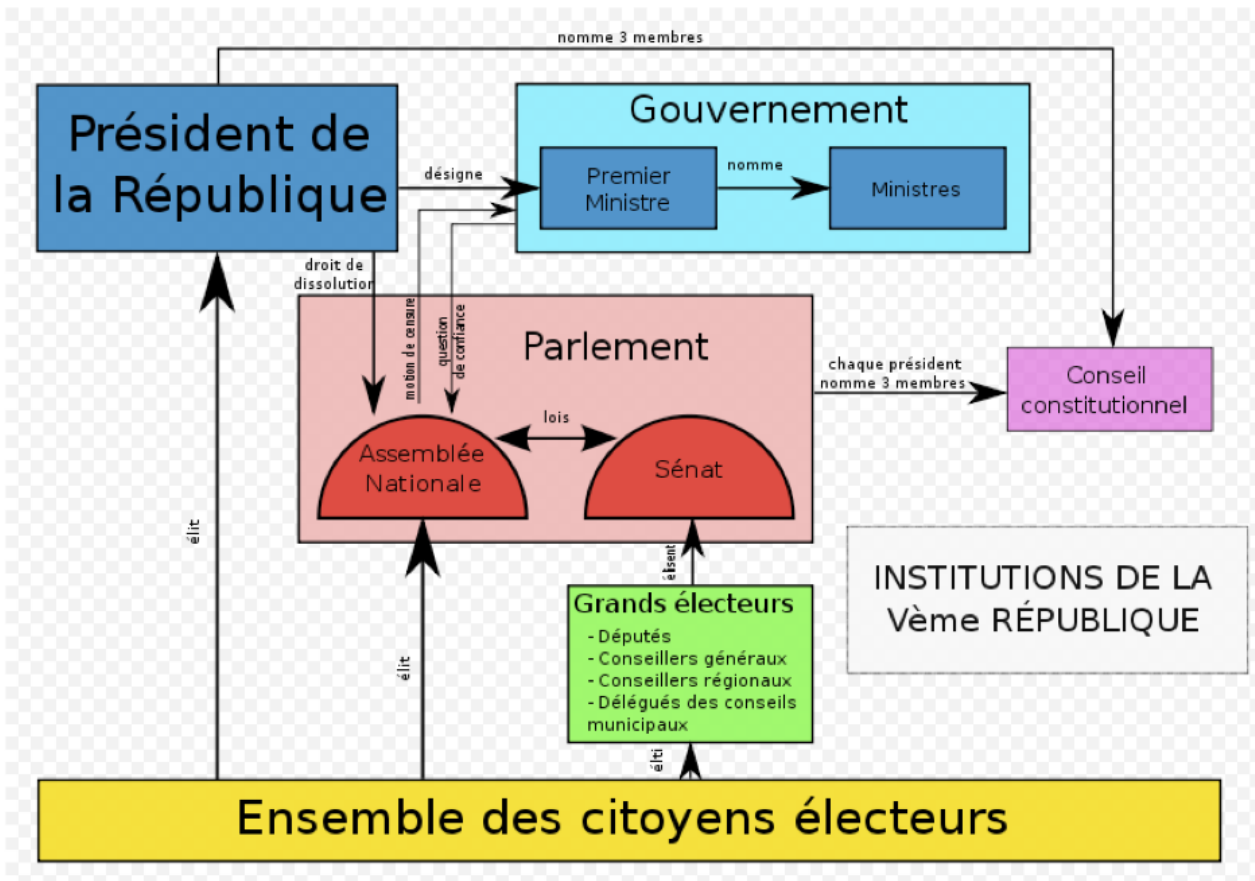 nomme 3 membres
Président de
la République
Gouvernement
désigne
Premier
Ministre
nomme
Ministres
droit de
dissolution
motion de censure
question
de confiance
Parlement
chaque président
nomme 3 membres
Conseil
constitutionnel
lois
Assemblée
Nationale
Sénat
élit
élit
élisent
Grands électeurs
- Députés
- Conseillers généraux
- Conseillers régionaux
- Délégués des conseils
municipaux
élti
INSTITUTIONS DE LA
Vème RÉPUBLIQUE
Ensemble des citoyens électeurs